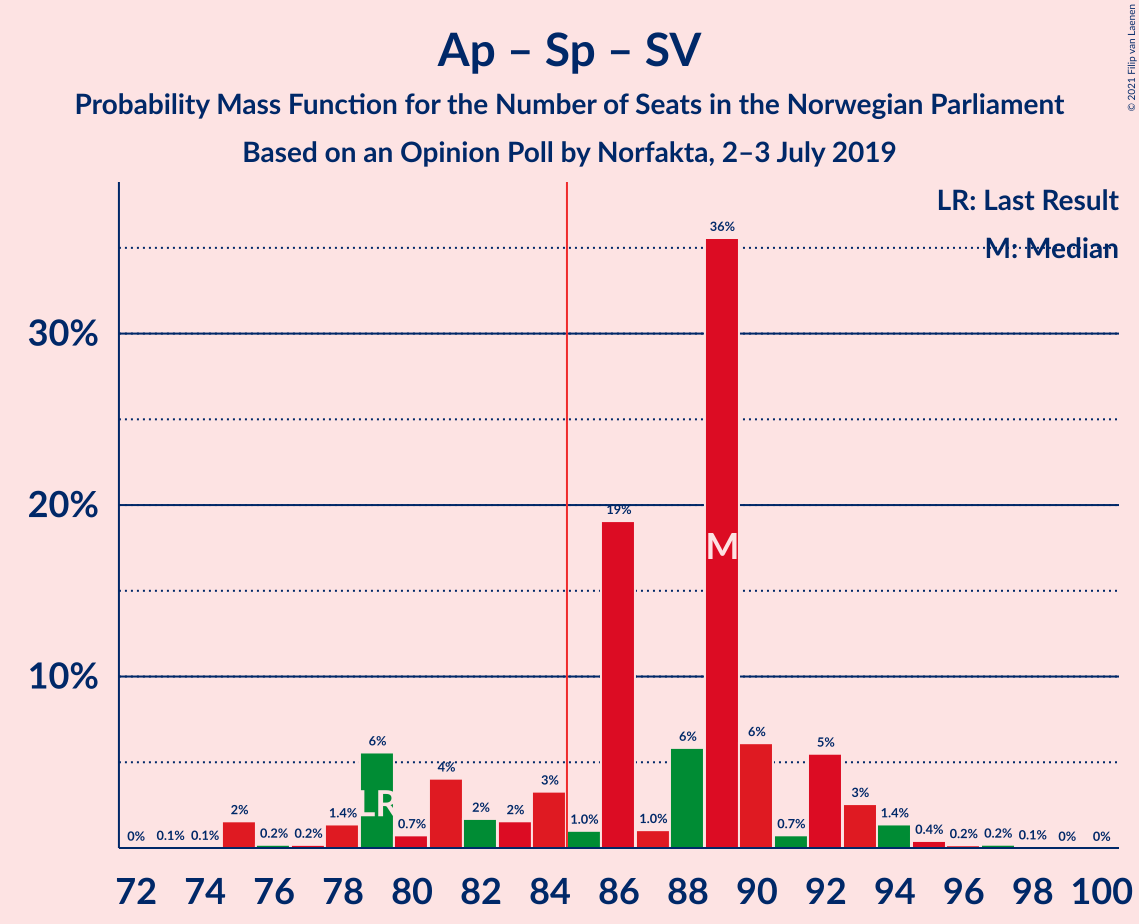 Ap – Sp – SV
Probability Mass Function for the Number of Seats in the Norwegian Parliament
Based on an Opinion Poll by Norfakta, 2–3 July 2019
© 2021 Filip van Laenen
LR: Last Result
M: Median
30%
20%
10%
0% 0.1% 0.1% 2% 0.2% 0.2% 1.4% 6% 0.7% 4% 2% 2% 3% 1.0% 19% 1.0% 6% 36% 6% 0.7% 5% 3% 1.4% 0.4% 0.2% 0.2% 0.1% 0% 0%
LR
M
72 74 76 78 80 82 84 86 88 90 92 94 96 98 100